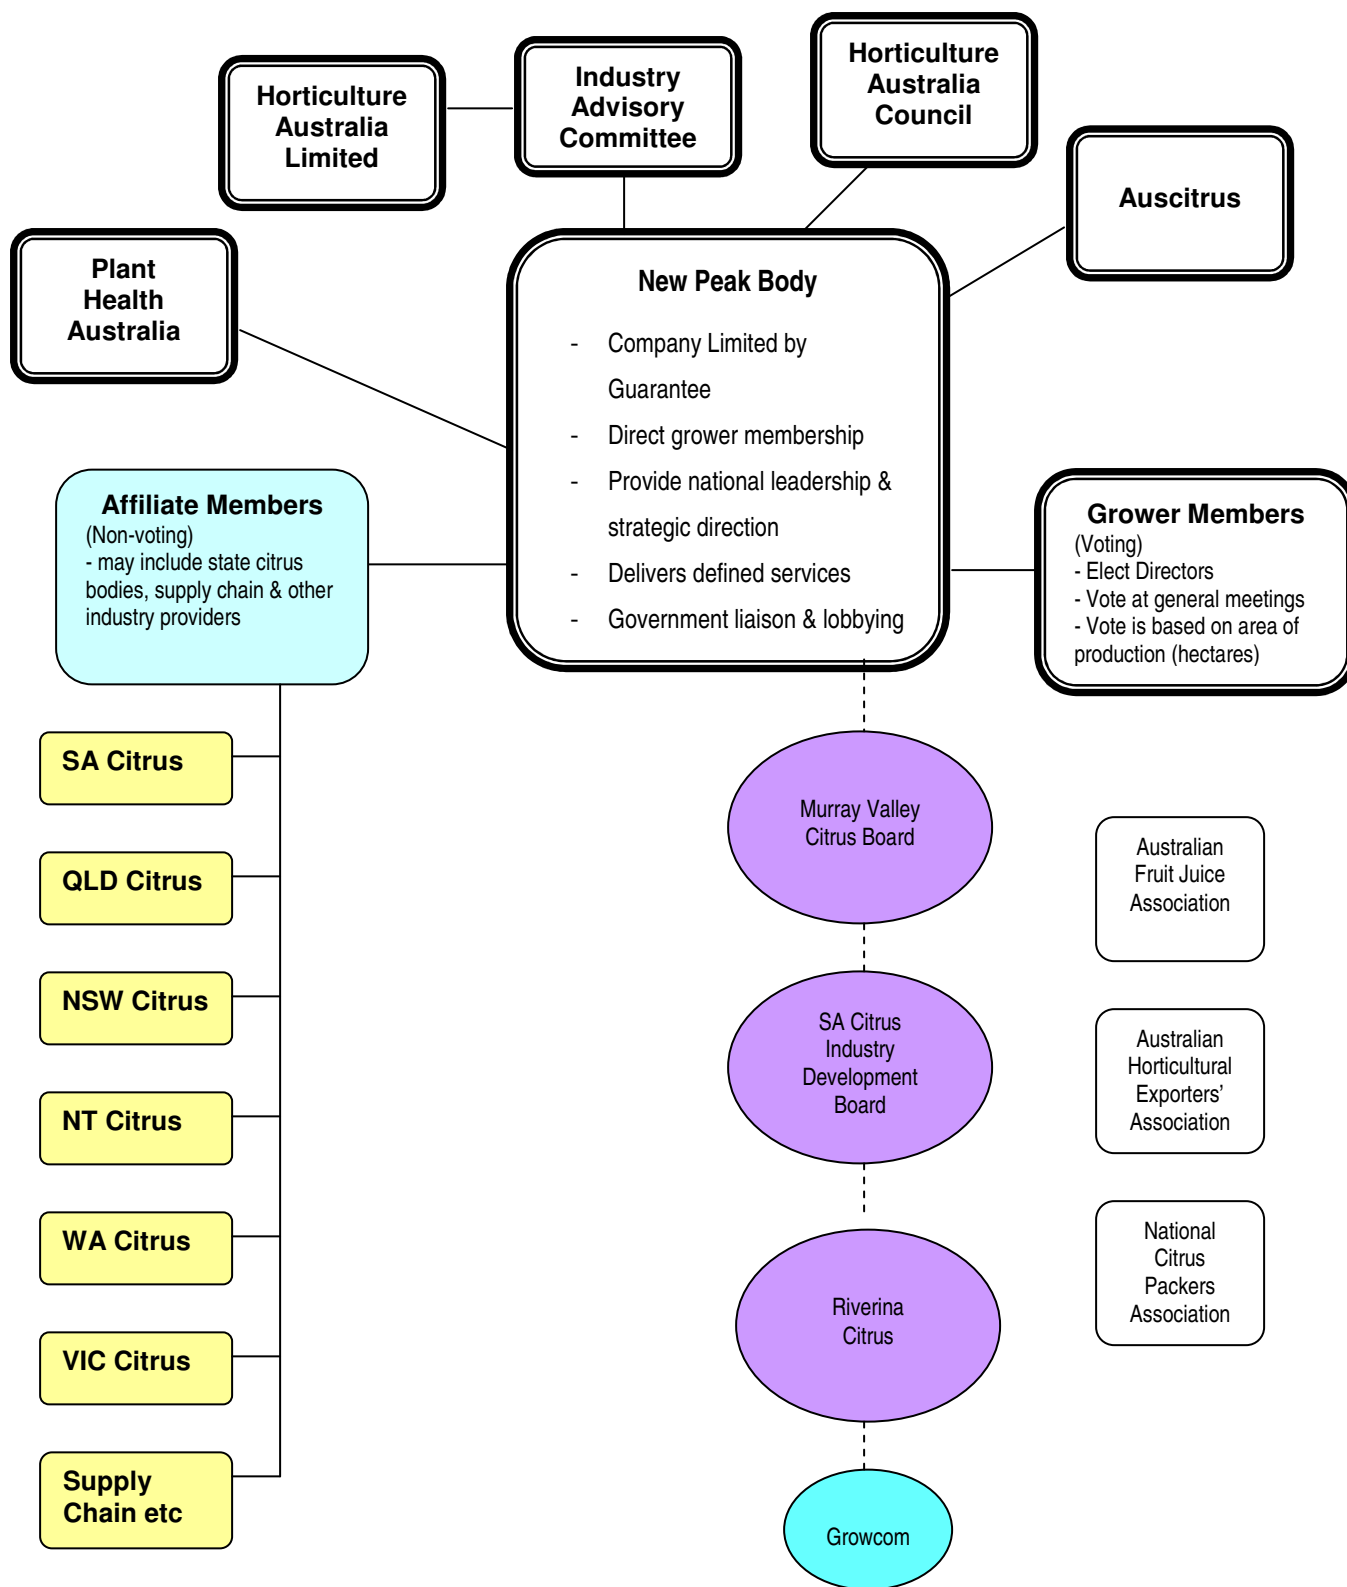 Horticulture
Australia
Limited
Industry
Advisory
Committee
Horticulture
Australia
Council
Auscitrus
Plant
Health
Australia
New Peak Body
- Company Limited by
Guarantee
- Direct grower membership
- Provide national leadership &
strategic direction
- Delivers defined services
- Government liaison & lobbying
Affiliate Members
(Non-voting)
- may include state citrus
bodies, supply chain & other
industry providers
Grower Members
(Voting)
- Elect Directors
- Vote at general meetings
- Vote is based on area of
production (hectares)
SA Citrus
QLD Citrus
NSW Citrus
NT Citrus
WA Citrus
VIC Citrus
Supply
Chain etc
Murray Valley
Citrus Board
SA Citrus
Industry
Development
Board
Riverina
Citrus
Growcom
Australian
Fruit Juice
Association
Australian
Horticultural
Exporters’
Association
National
Citrus
Packers
Association